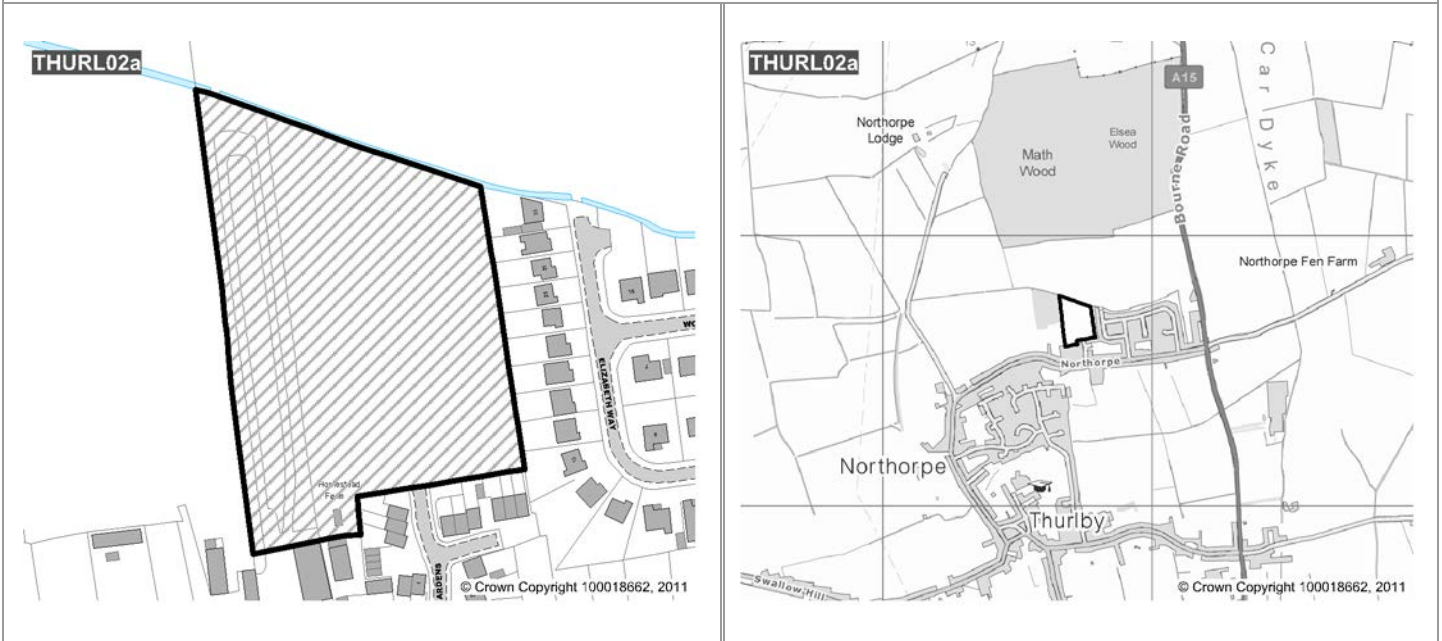 THURL02a
ELIZABETH WAY
WO
Homestead
Farm
ARDENS
© Crown Copyright 100018662, 2011
THURL02a
A15
Car Dyke
Northorpe
Lodge
Elsea
Wood
Math
Wood
Bourne Road
Northorpe Fen Farm
Northorpe
Northorpe
Thurlby
Swallow Hill
© Crown Copyright 100018662, 2011